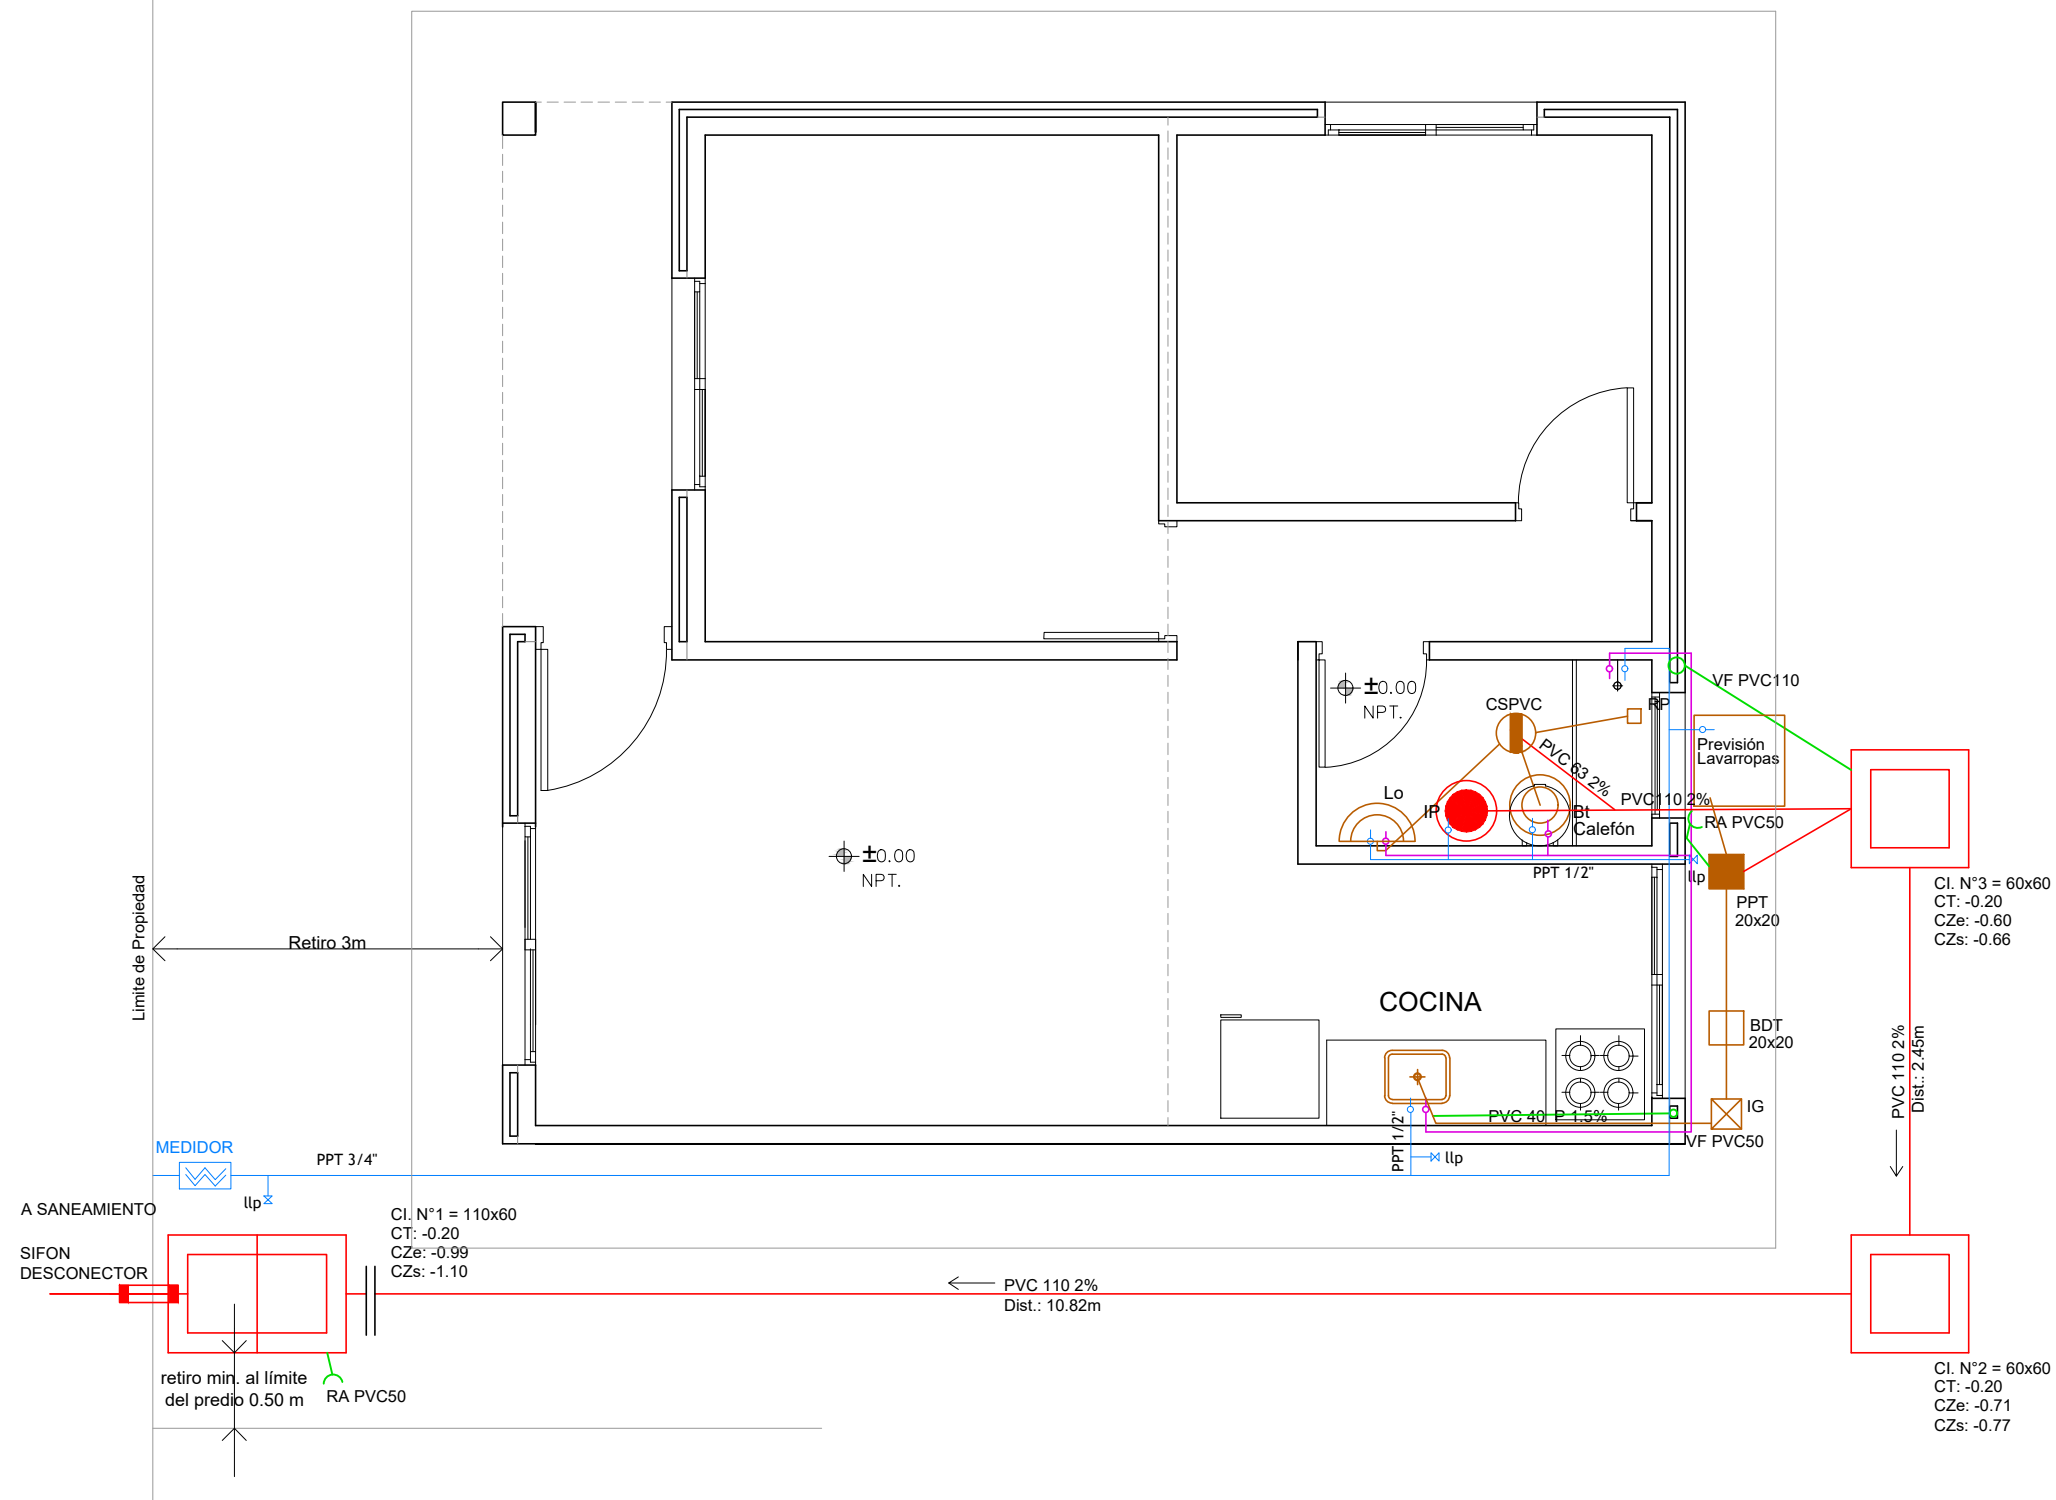 ±0.00
NPT.
CSPVC
RP
VF PVC110
Previsión
Lavarropas
PVC 63 2%
PVC110 2%
Lo
IP
Bt
Calefón
RA PVC50
PPT 1/2"
llp
PPT
20x20
CI. N°3 = 60x60
CT: -0.20
CZe: -0.60
CZs: -0.66
±0.00
NPT.
Limite de Propiedad
Retiro 3m
COCINA
BDT
20x20
PVC 110 2%
Dist.: 2.45m
IG
PVC 40 P 1.5%
VF PVC50
PPT 1/2"
llp
MEDIDOR
PPT 3/4"
llp
A SANEAMIENTO
SIFON
DESCONECTOR
CI. N°1 = 110x60
CT: -0.20
CZe: -0.99
CZs: -1.10
PVC 110 2%
Dist.: 10.82m
retiro min. al límite
del predio 0.50 m
RA PVC50
CI. N°2 = 60x60
CT: -0.20
CZe: -0.71
CZs: -0.77